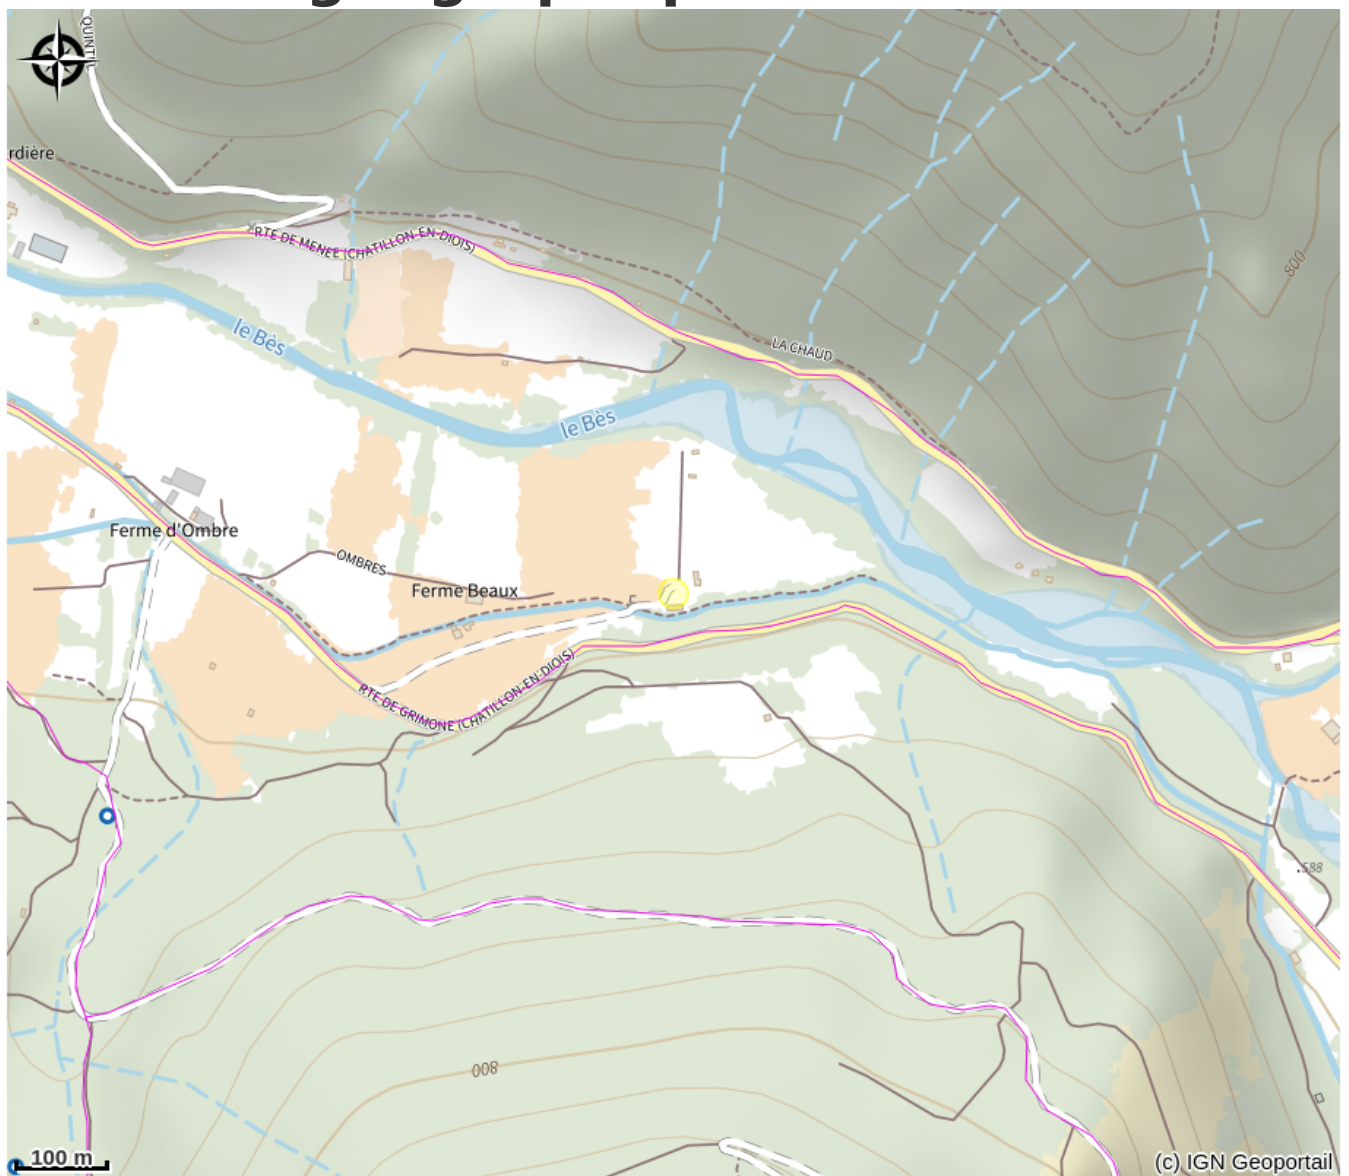 QUINT
rdière
RTE DE MENEE (CHATILLON-EN-DIOIS)
800
le Bès
LA CHAUD
le Bès
Ferme d'Ombre
OMBRES
Ferme Beaux
RTE DE GRIMONE (CHATILLON-EN-DIOIS)
.588
800
100 m
(c) IGN Geoportail